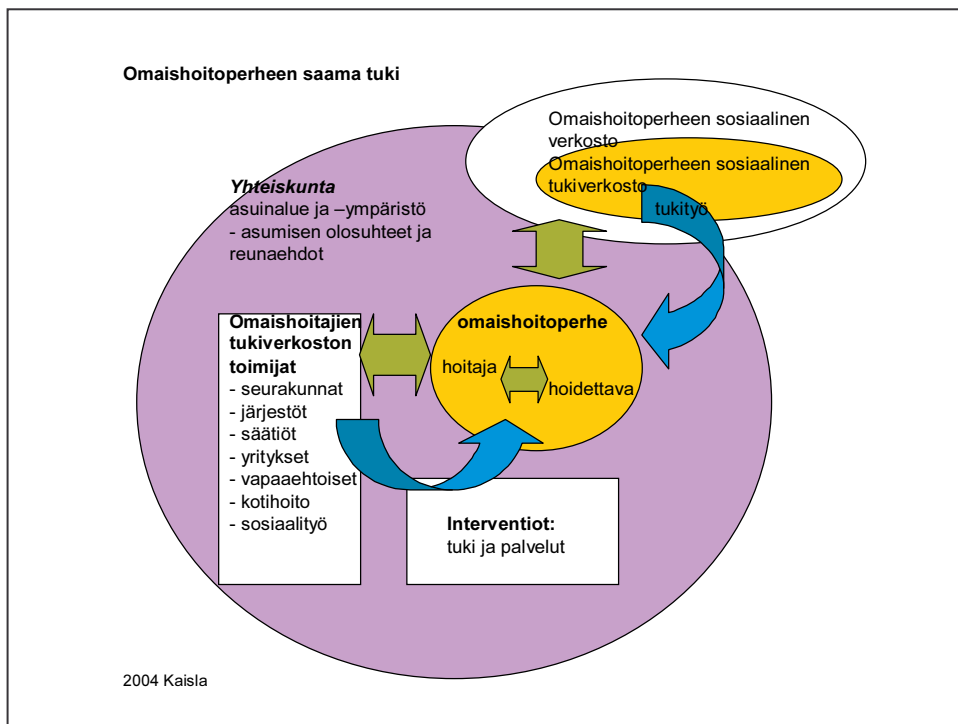 Omaishoitoperheen saama tuki
Omaishoitoperheen sosiaalinen
verkosto
Omaishoitoperheen sosiaalinen
tukiverkosto
tukityö
Yhteiskunta
asuinalue ja –ympäristö
- asumisen olosuhteet ja
reunaehdot
Omaishoitajien
tukiverkoston
toimijat
- seurakunnat
- järjestöt
- säätiöt
- yritykset
- vapaaehtoiset
- kotihoito
- sosiaalityö
omaishoitoperhe
hoitaja
hoidettava
Interventiot:
tuki ja palvelut
2004 Kaisla